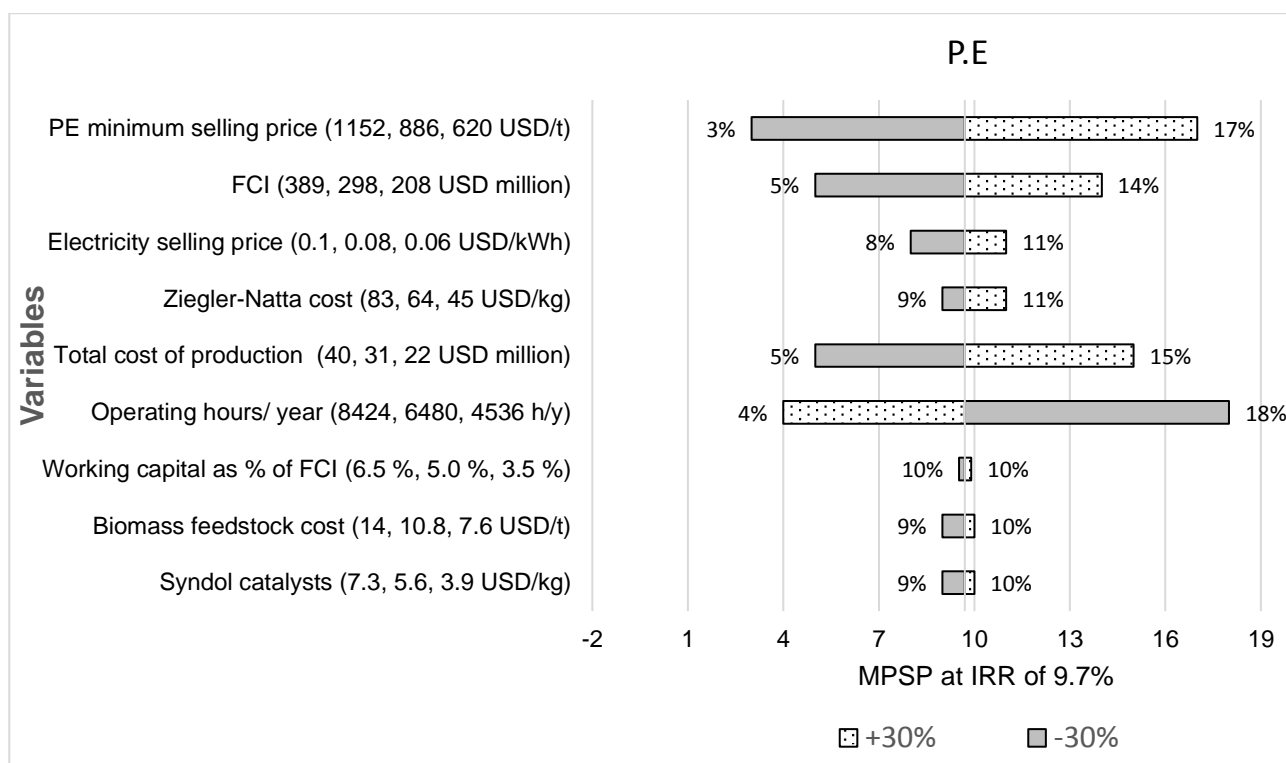 P.E
Variables
PE minimum selling price (1152, 886, 620 USD/t)
3%
17%
FCI (389, 298, 208 USD million)
5%
14%
Electricity selling price (0.1, 0.08, 0.06 USD/kWh)
8%
11%
Ziegler-Natta cost (83, 64, 45 USD/kg)
9%
11%
Total cost of production (40, 31, 22 USD million)
5%
15%
Operating hours/ year (8424, 6480, 4536 h/y)
4%
18%
Working capital as % of FCI (6.5 %, 5.0 %, 3.5 %)
10%
10%
Biomass feedstock cost (14, 10.8, 7.6 USD/t)
9%
10%
Syndol catalysts (7.3, 5.6, 3.9 USD/kg)
9%
10%
-2 1 4 7 10 13 16 19
MPSP at IRR of 9.7%
+30% -30%